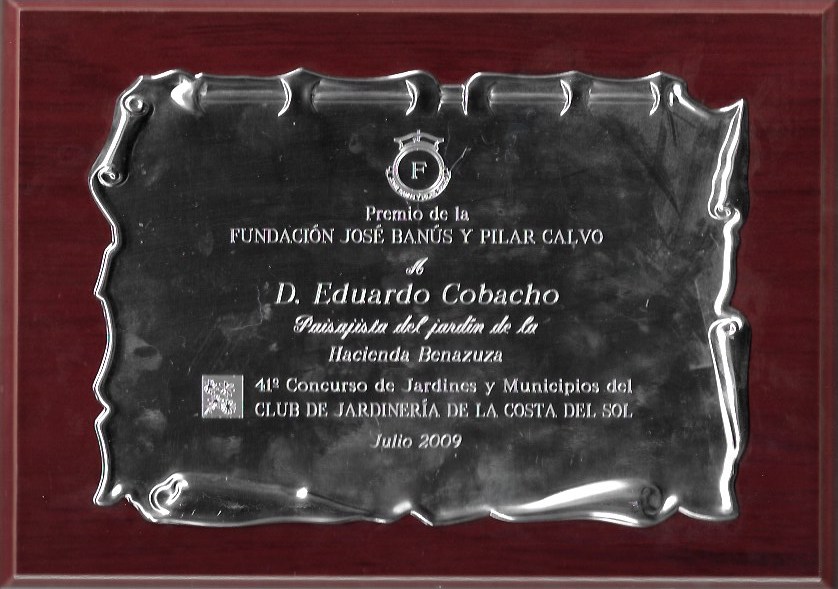 F
Premio de la
FUNDACIÓN JOSÉ BANÚS Y PILAR CALVO
A
D. Eduardo Cobacho
Paisajista del jardín de la
Hacienda Benazuza
41º Concurso de Jardines y Municipios del
CLUB DE JARDINERÍA DE LA COSTA DEL SOL
Julio 2009